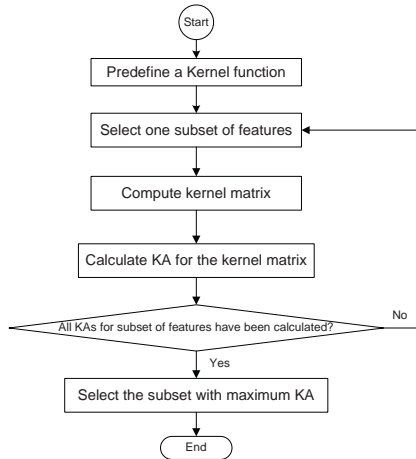 Start
Predefine a Kernel function
Select one subset of features
Compute kernel matrix
Calculate KA for the kernel matrix
All KAs for subset of features have been calculated?
No
Yes
Select the subset with maximum KA
End